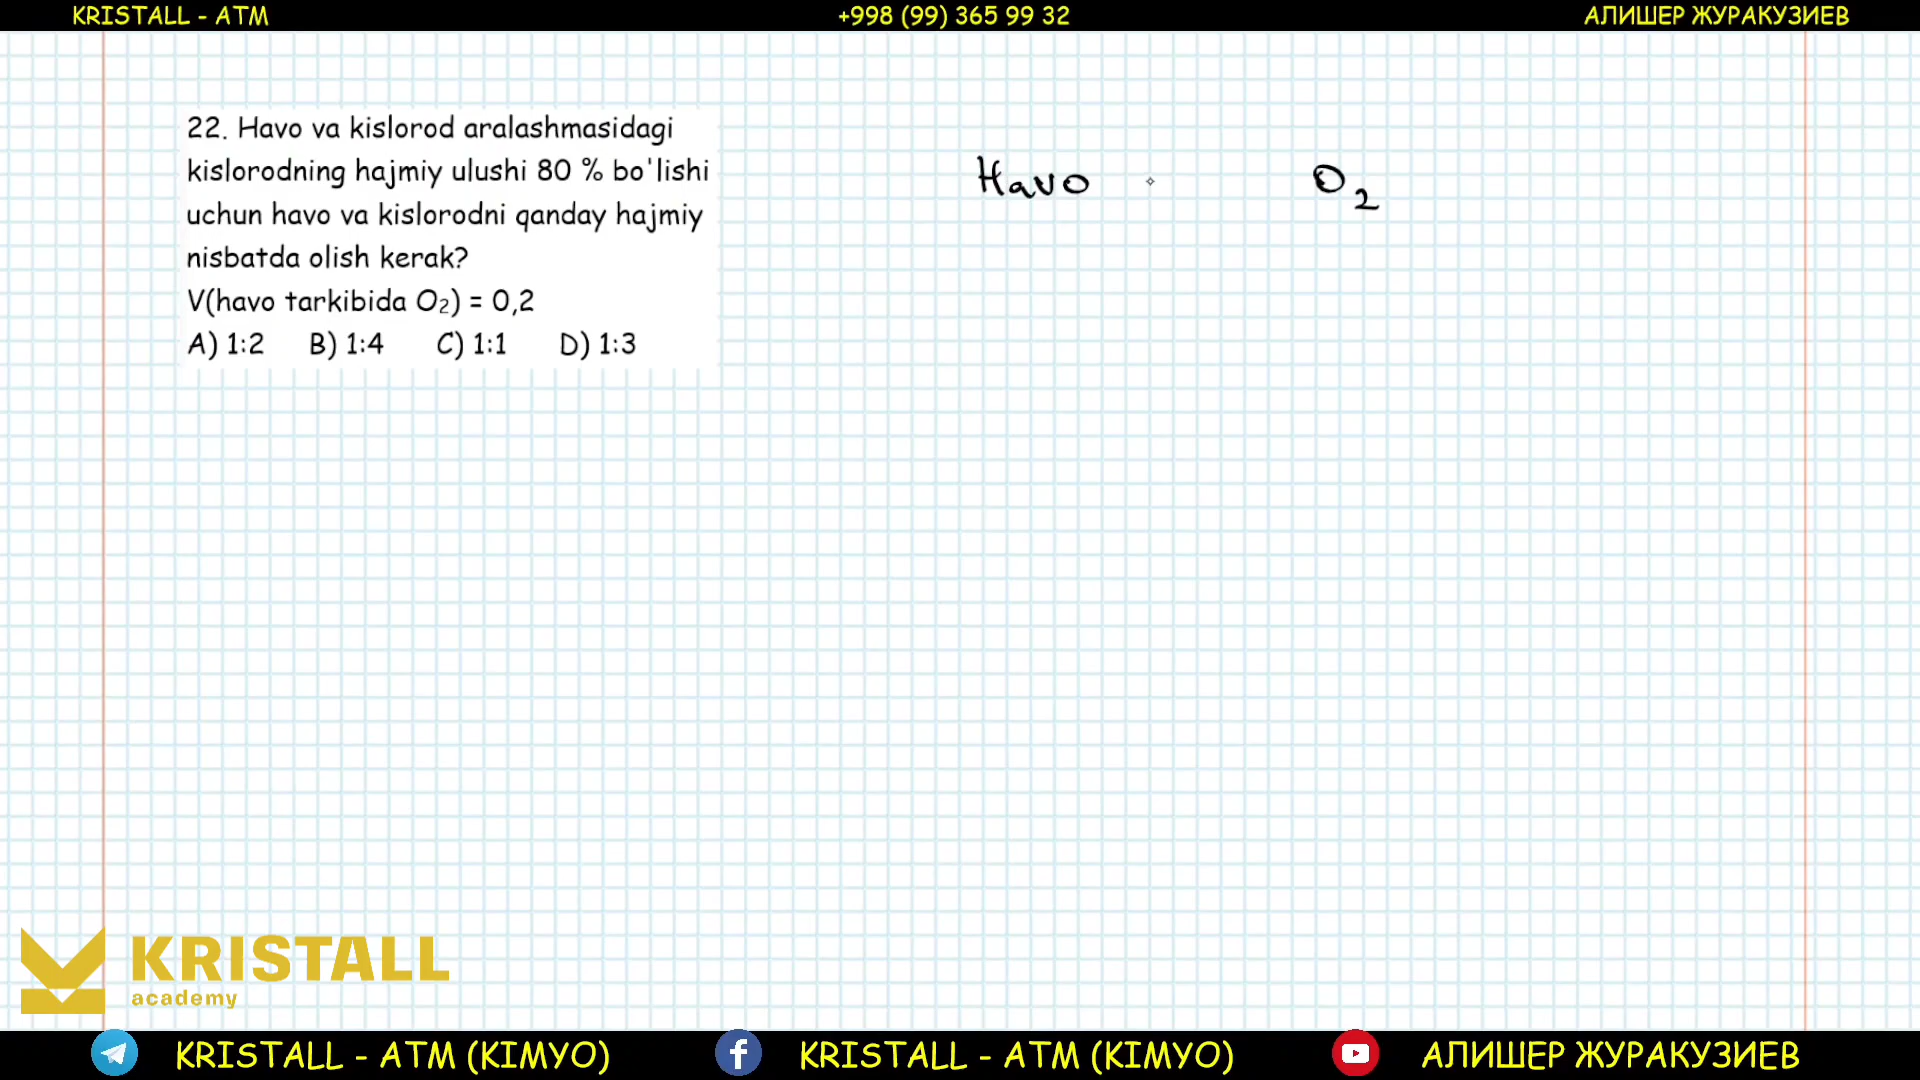 KRISTALL - ATM
+998 (99) 365 99 32
АЛИШЕР ЖУРАКУЗИЕВ
22. Havo va kislorod aralashmasidagi
kislorodning hajmiy ulushi 80 % bo'lishi
uchun havo va kislorodni qanday hajmiy
nisbatda olish kerak?
V(havo tarkibida O₂) = 0,2
A) 1:2 B) 1:4 C) 1:1 D) 1:3
Havo O₂
KRISTALL
academy
KRISTALL - ATM (KIMYO)
KRISTALL - ATM (KIMYO)
АЛИШЕР ЖУРАКУЗИЕВ